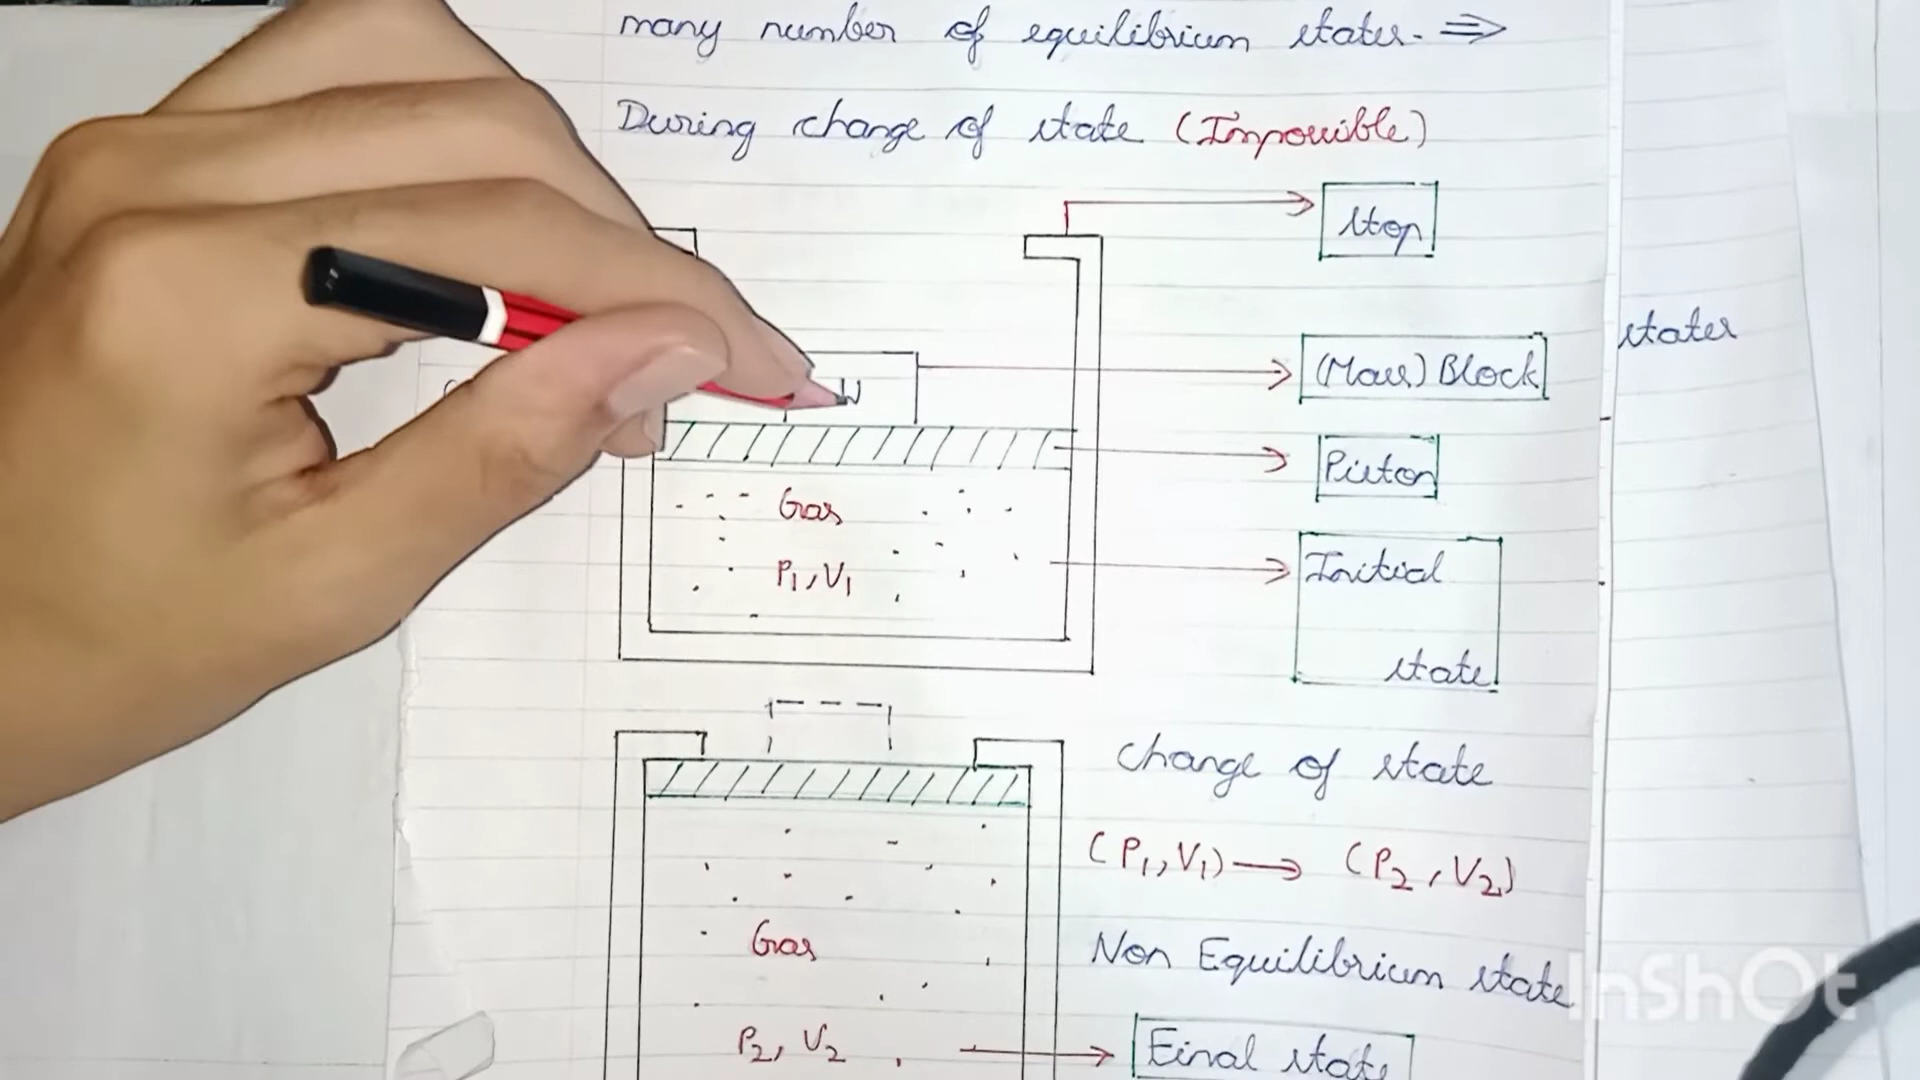 many number of equilibrium states. ⇒
During change of state (Impossible)
Stop
states
(Mass) Block
W
Piston
Gas
P₁, V₁
Initial
state
Change of state
(P₁, V₁) → (P₂, V₂)
Gas
Non Equilibrium state
InShOt
P₂, V₂
Final state